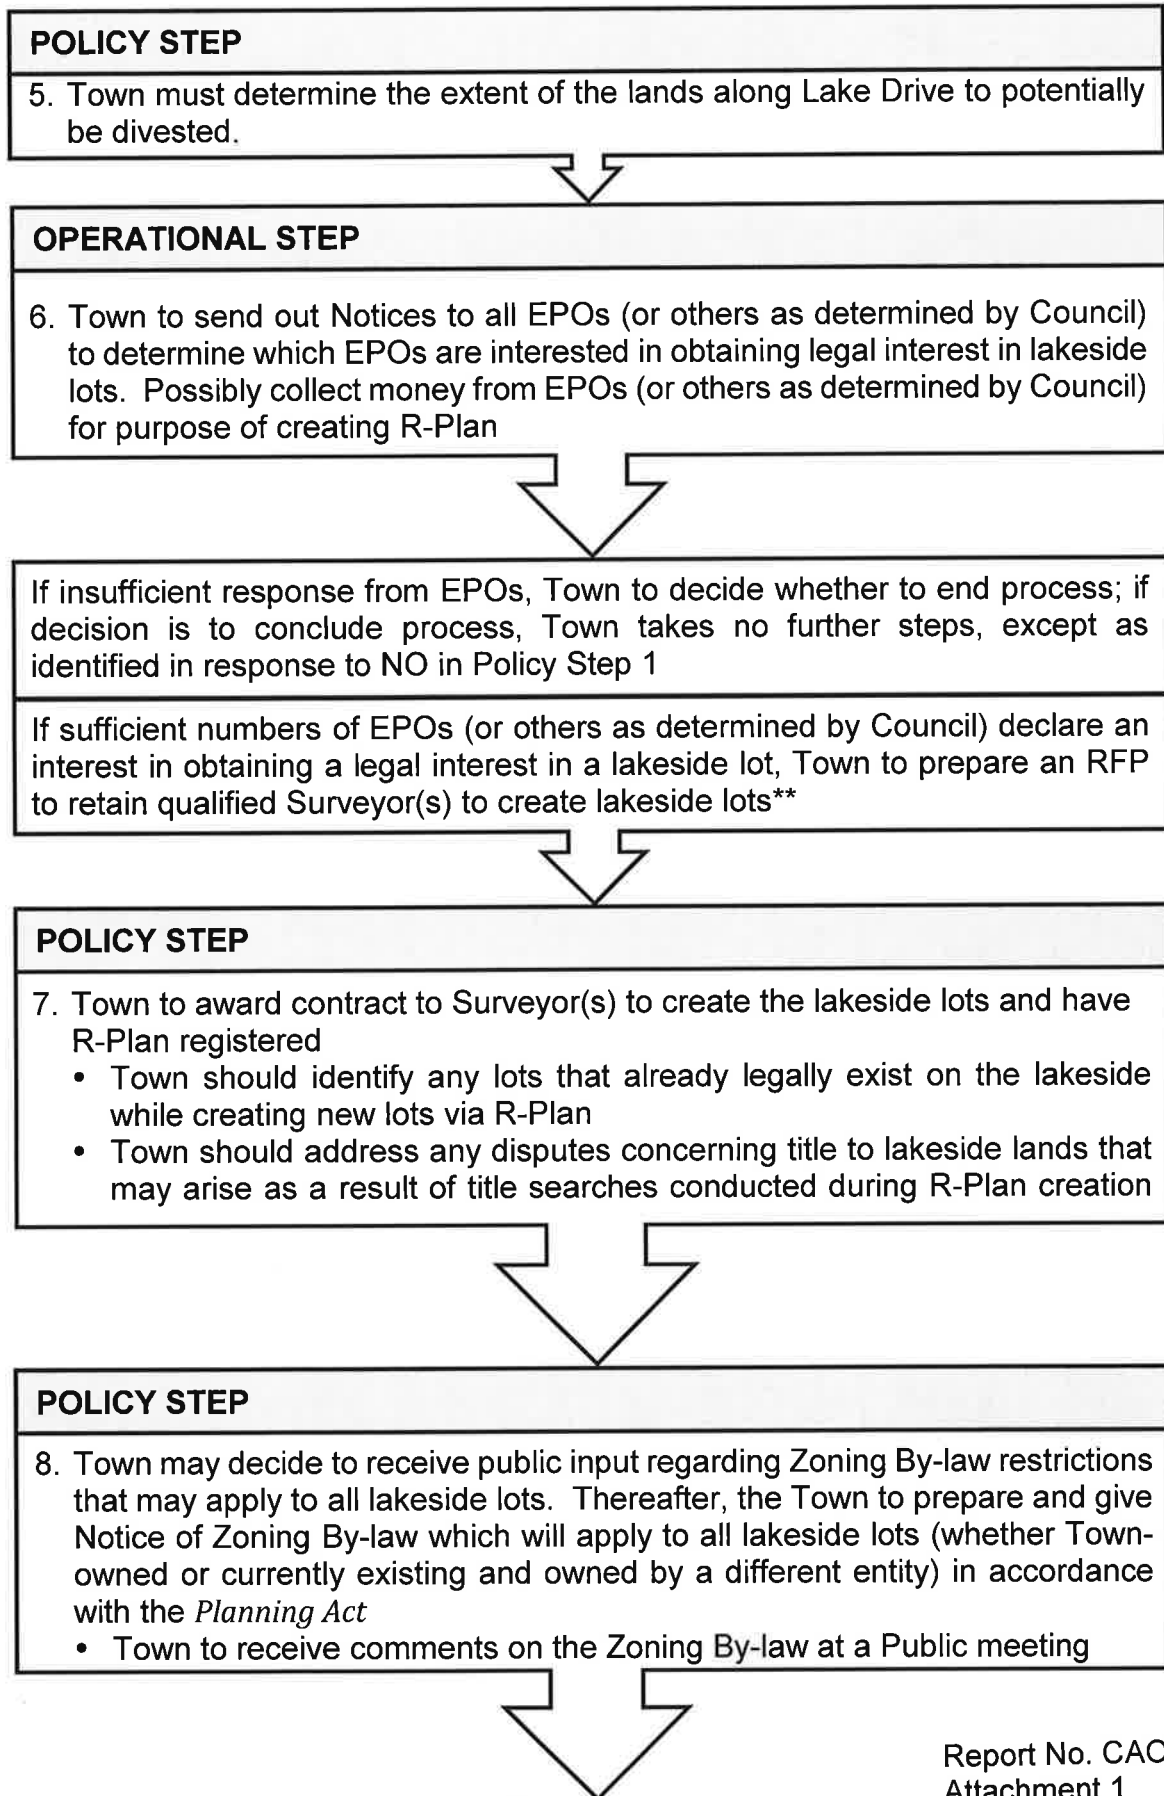 POLICY STEP
5. Town must determine the extent of the lands along Lake Drive to potentially
be divested.
OPERATIONAL STEP
6. Town to send out Notices to all EPOs (or others as determined by Council)
to determine which EPOs are interested in obtaining legal interest in lakeside
lots. Possibly collect money from EPOs (or others as determined by Council)
for purpose of creating R-Plan
If insufficient response from EPOs, Town to decide whether to end process; if
decision is to conclude process, Town takes no further steps, except as
identified in response to NO in Policy Step 1
If sufficient numbers of EPOs (or others as determined by Council) declare an
interest in obtaining a legal interest in a lakeside lot, Town to prepare an RFP
to retain qualified Surveyor(s) to create lakeside lots**
POLICY STEP
7. Town to award contract to Surveyor(s) to create the lakeside lots and have
R-Plan registered
• Town should identify any lots that already legally exist on the lakeside
while creating new lots via R-Plan
• Town should address any disputes concerning title to lakeside lands that
may arise as a result of title searches conducted during R-Plan creation
POLICY STEP
8. Town may decide to receive public input regarding Zoning By-law restrictions
that may apply to all lakeside lots. Thereafter, the Town to prepare and give
Notice of Zoning By-law which will apply to all lakeside lots (whether Town-
owned or currently existing and owned by a different entity) in accordance
with the Planning Act
• Town to receive comments on the Zoning By-law at a Public meeting
Report No. CAO
Attachment 1